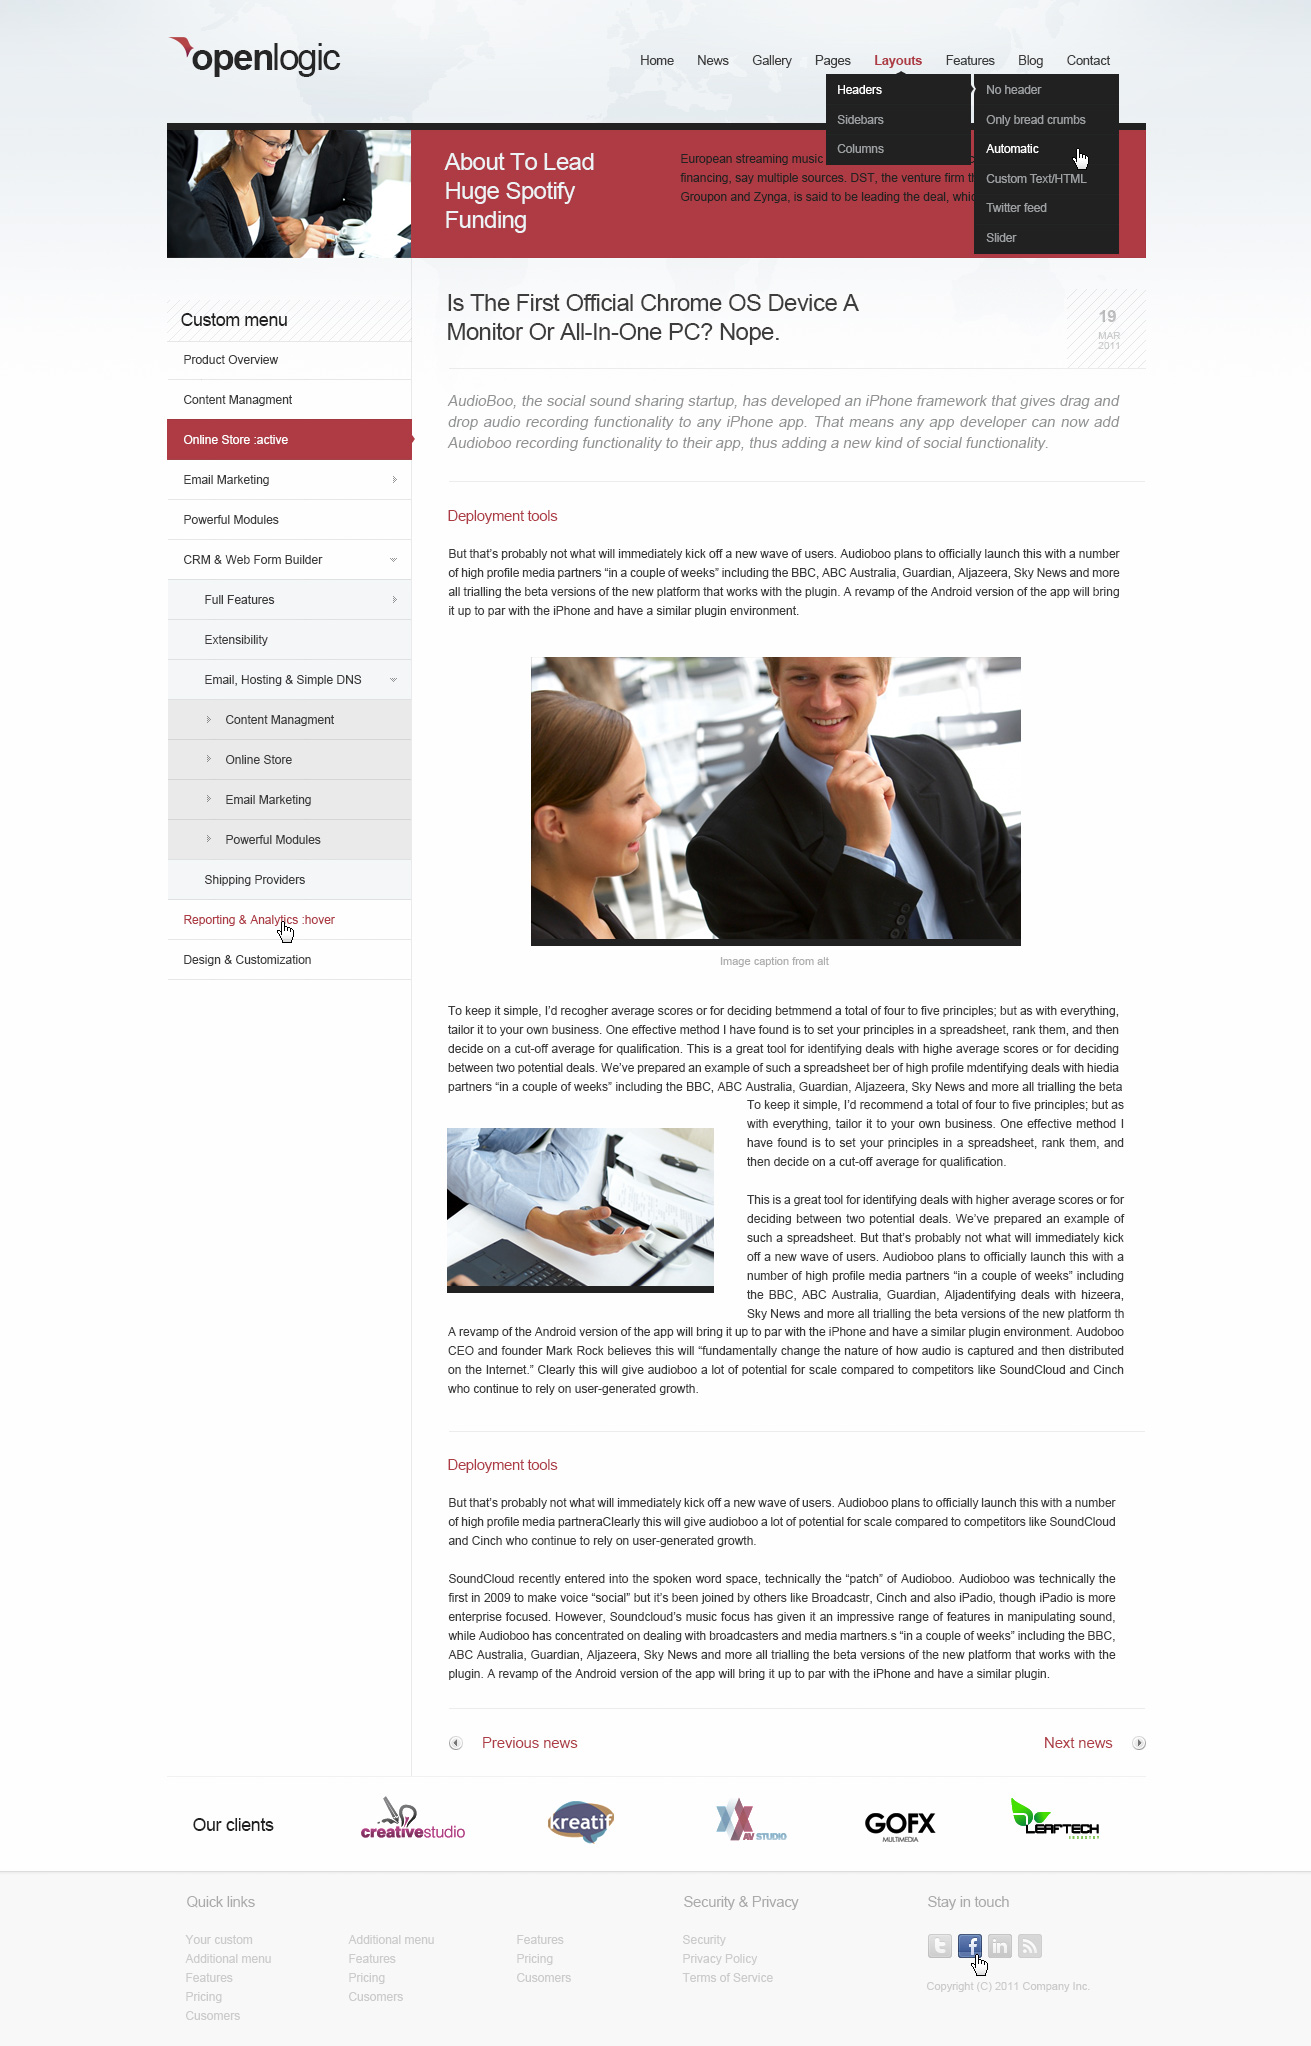 openlogic
Home News Gallery Pages Layouts Features Blog Contact
Headers
Sidebars
Columns
No header
Only bread crumbs
Automatic
Custom Text/HTML
Twitter feed
Slider
About To Lead
Huge Spotify
Funding
European streaming music
financing, say multiple sources. DST, the venture firm
Groupon and Zynga, is said to be leading the deal,
Custom menu
Product Overview
Content Managment
Online Store :active
Email Marketing
Powerful Modules
CRM & Web Form Builder
Full Features
Extensibility
Email, Hosting & Simple DNS
Content Managment
Online Store
Email Marketing
Powerful Modules
Shipping Providers
Reporting & Analytics :hover
Design & Customization
Is The First Official Chrome OS Device A
Monitor Or All-In-One PC? Nope.
19
MAR
2011
AudioBoo, the social sound sharing startup, has developed an iPhone framework that gives drag and
drop audio recording functionality to any iPhone app. That means any app developer can now add
Audioboo recording functionality to their app, thus adding a new kind of social functionality.
Deployment tools
But that's probably not what will immediately kick off a new wave of users. Audioboo plans to officially launch this with a number
of high profile media partners “in a couple of weeks” including the BBC, ABC Australia, Guardian, Aljazeera, Sky News and more
all trialling the beta versions of the new platform that works with the plugin. A revamp of the Android version of the app will bring
it up to par with the iPhone and have a similar plugin environment.
Image caption from alt
To keep it simple, I’d recogher average scores or for deciding betmmend a total of four to five principles; but as with everything,
tailor it to your own business. One effective method I have found is to set your principles in a spreadsheet, rank them, and then
decide on a cut-off average for qualification. This is a great tool for identifying deals with highe average scores or for deciding
between two potential deals. We’ve prepared an example of such a spreadsheet ber of high profile mdentifying deals with hiedia
partners “in a couple of weeks” including the BBC, ABC Australia, Guardian, Aljazeera, Sky News and more all trialling the beta
To keep it simple, I’d recommend a total of four to five principles; but as
with everything, tailor it to your own business. One effective method I
have found is to set your principles in a spreadsheet, rank them, and
then decide on a cut-off average for qualification.
This is a great tool for identifying deals with higher average scores or for
deciding between two potential deals. We’ve prepared an example of
such a spreadsheet. But that’s probably not what will immediately kick
off a new wave of users. Audioboo plans to officially launch this with a
number of high profile media partners “in a couple of weeks” including
the BBC, ABC Australia, Guardian, Aljadentifying deals with hizeera,
Sky News and more all trialling the beta versions of the new platform th
A revamp of the Android version of the app will bring it up to par with the iPhone and have a similar plugin environment. Audoboo
CEO and founder Mark Rock believes this will “fundamentally change the nature of how audio is captured and then distributed
on the Internet.” Clearly this will give audioboo a lot of potential for scale compared to competitors like SoundCloud and Cinch
who continue to rely on user-generated growth.
Deployment tools
But that’s probably not what will immediately kick off a new wave of users. Audioboo plans to officially launch this with a number
of high profile media partneraClearly this will give audioboo a lot of potential for scale compared to competitors like SoundCloud
and Cinch who continue to rely on user-generated growth.
SoundCloud recently entered into the spoken word space, technically the “patch” of Audioboo. Audioboo was technically the
first in 2009 to make voice “social” but it’s been joined by others like Broadcastr, Cinch and also iPadio, though iPadio is more
enterprise focused. However, Soundcloud’s music focus has given it an impressive range of features in manipulating sound,
while Audioboo has concentrated on dealing with broadcasters and media martners.s “in a couple of weeks” including the BBC,
ABC Australia, Guardian, Aljazeera, Sky News and more all trialling the beta versions of the new platform that works with the
plugin. A revamp of the Android version of the app will bring it up to par with the iPhone and have a similar plugin.
Previous news
Next news
Our clients
creativestudio
kreatif
AV STUDIO
GOFX
MULTIMEDIA
LEAFTECH
INDUSTRY
Quick links
Your custom
Additional menu
Features
Pricing
Cusomers
Additional menu
Features
Pricing
Cusomers
Features
Pricing
Cusomers
Security & Privacy
Security
Privacy Policy
Terms of Service
Stay in touch
Copyright (C) 2011 Company Inc.